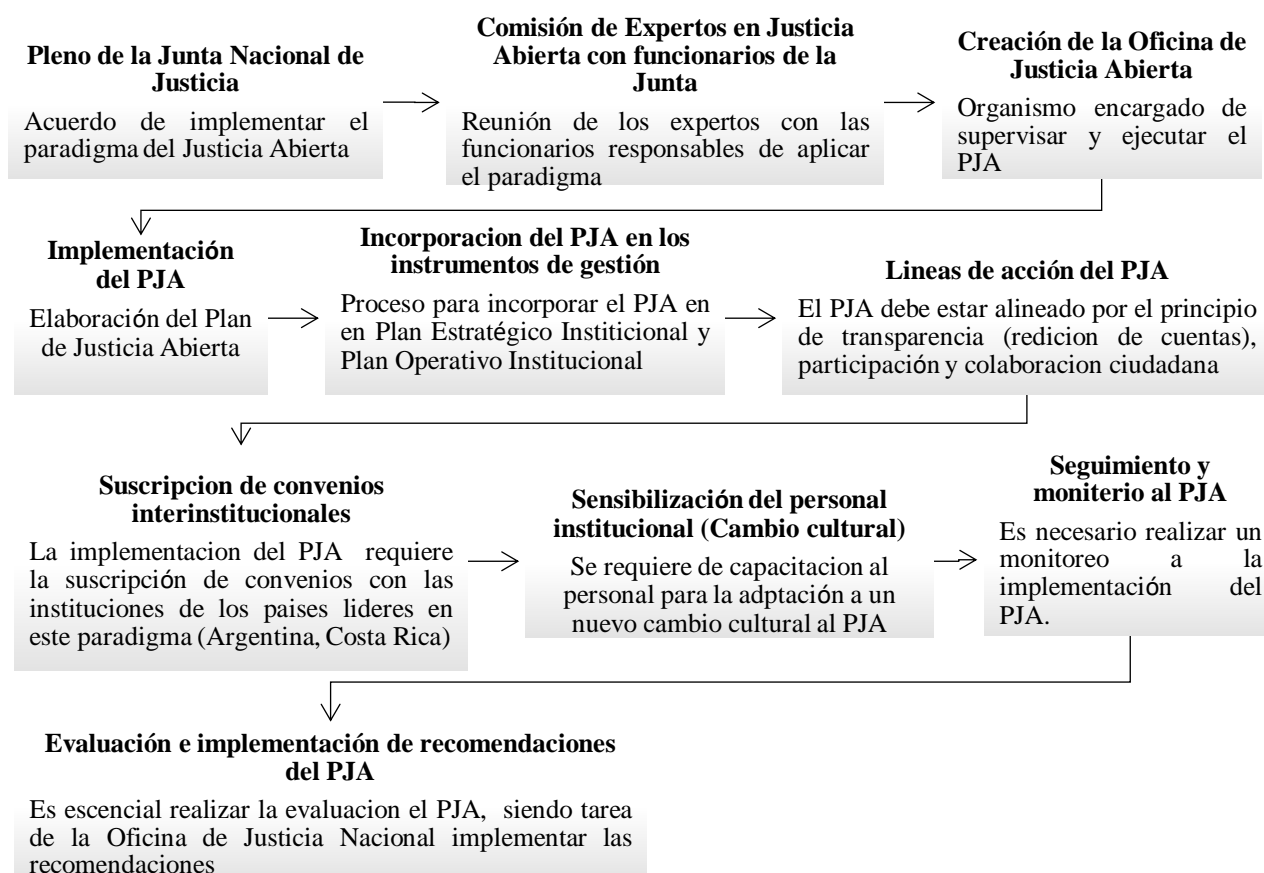 Pleno de la Junta Nacional de
Justicia
Acuerdo de implementar el
paradigma del Justicia Abierta
Comisión de Expertos en Justicia
Abierta con funcionarios de la
Junta
Reunión de los expertos con las
funcionarios responsables de aplicar
el paradigma
Creación de la Oficina de
Justicia Abierta
Organismo encargado de
supervisar y ejecutar el
PJA
Implementación
del PJA
Elaboración del Plan
de Justicia Abierta
Incorporacion del PJA en los
instrumentos de gestión
Proceso para incorporar el PJA en
en Plan Estratégico Institicional y
Plan Operativo Institucional
Lineas de acción del PJA
El PJA debe estar alineado por el principio
de transparencia (redicion de cuentas),
participación y colaboracion ciudadana
Suscripcion de convenios
interinstitucionales
La implementacion del PJA requiere
la suscripción de convenios con las
instituciones de los paises lideres en
este paradigma (Argentina, Costa Rica)
Sensibilización del personal
institucional (Cambio cultural)
Se requiere de capacitacion al
personal para la adptación a un
nuevo cambio cultural al PJA
Seguimiento y
moniterio al PJA
Es necesario realizar un
monitoreo a la
implementación del
PJA.
Evaluación e implementación de recomendaciones
del PJA
Es escencial realizar la evaluacion el PJA, siendo tarea
de la Oficina de Justicia Nacional implementar las
recomendaciones